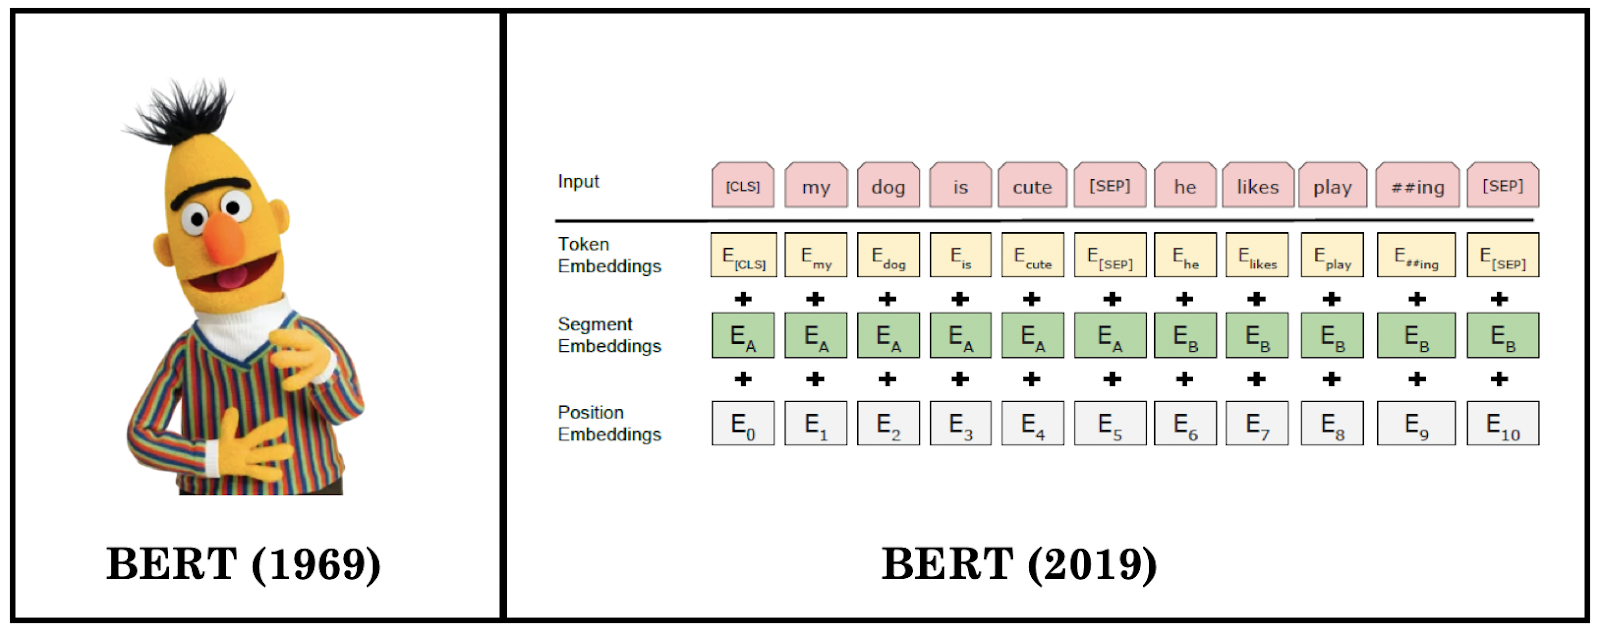 BERT (1969)
Input [CLS] my dog is cute [SEP] he likes play ##ing [SEP]
Token
Embeddings
E[CLS] Emy Edog Eis Ecute E[SEP] Ehe Elikes Eplay E##ing E[SEP]
+ + + + + + + + + + +
Segment
Embeddings
EA EA EA EA EA EA EB EB EB EB EB
+ + + + + + + + + + +
Position
Embeddings
E0 E1 E2 E3 E4 E5 E6 E7 E8 E9 E10
BERT (2019)